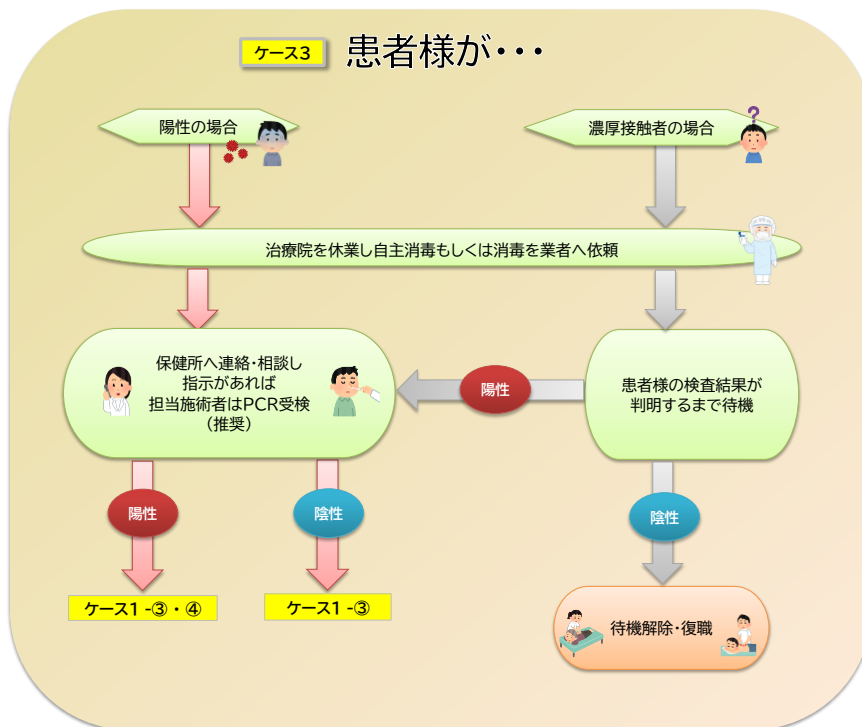 ケース3
患者様が・・・
陽性の場合
?
濃厚接触者の場合
治療院を休業し自主消毒もしくは消毒を業者へ依頼
保健所へ連絡・相談し
指示があれば
担当施術者はPCR受検
（推奨）
陽性
患者様の検査結果が
判明するまで待機
陽性
陰性
陰性
ケース1 -③・④
ケース1 -③
待機解除・復職